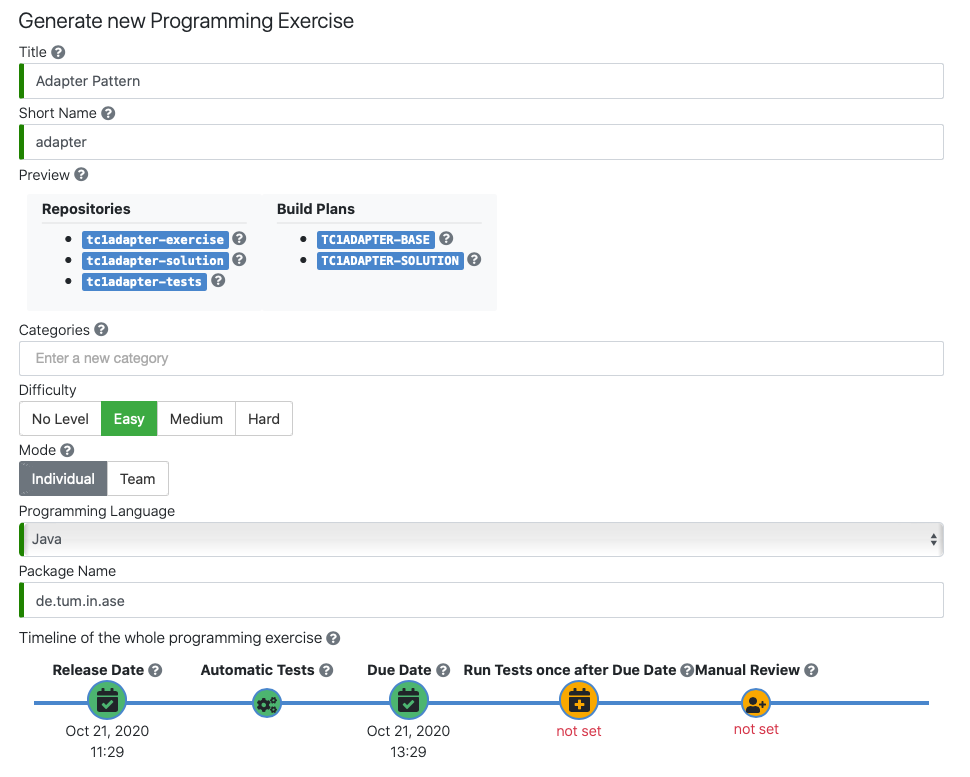 Generate new Programming Exercise
Title
Adapter Pattern
Short Name
adapter
Preview
Repositories
tc1adapter-exercise
tc1adapter-solution
tc1adapter-tests
Build Plans
TC1ADAPTER-BASE
TC1ADAPTER-SOLUTION
Categories
Enter a new category
Difficulty
No Level Easy Medium Hard
Mode
Individual Team
Programming Language
Java
Package Name
de.tum.in.ase
Timeline of the whole programming exercise
Release Date Automatic Tests Due Date Run Tests once after Due Date Manual Review
Oct 21, 2020 Oct 21, 2020 not set not set
11:29 13:29